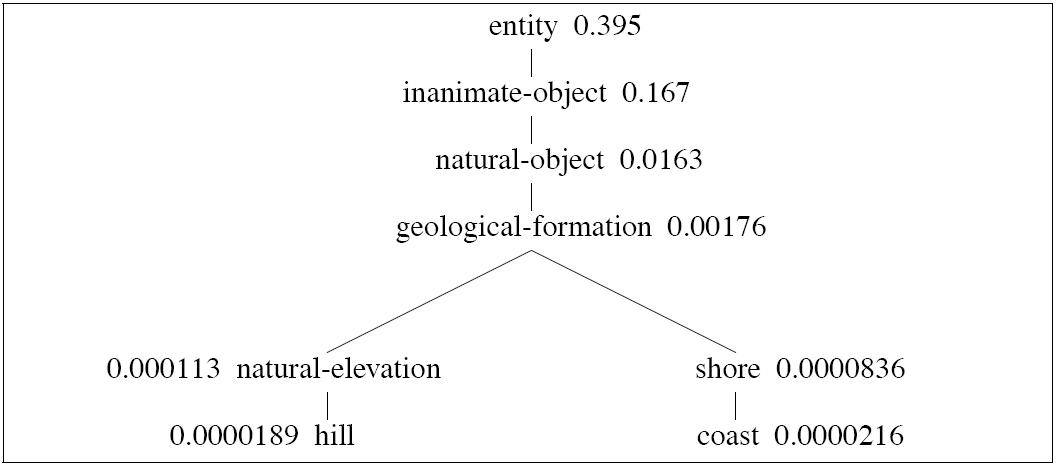 entity 0.395
inanimate-object 0.167
natural-object 0.0163
geological-formation 0.00176
0.000113 natural-elevation
shore 0.0000836
0.0000189 hill
coast 0.0000216